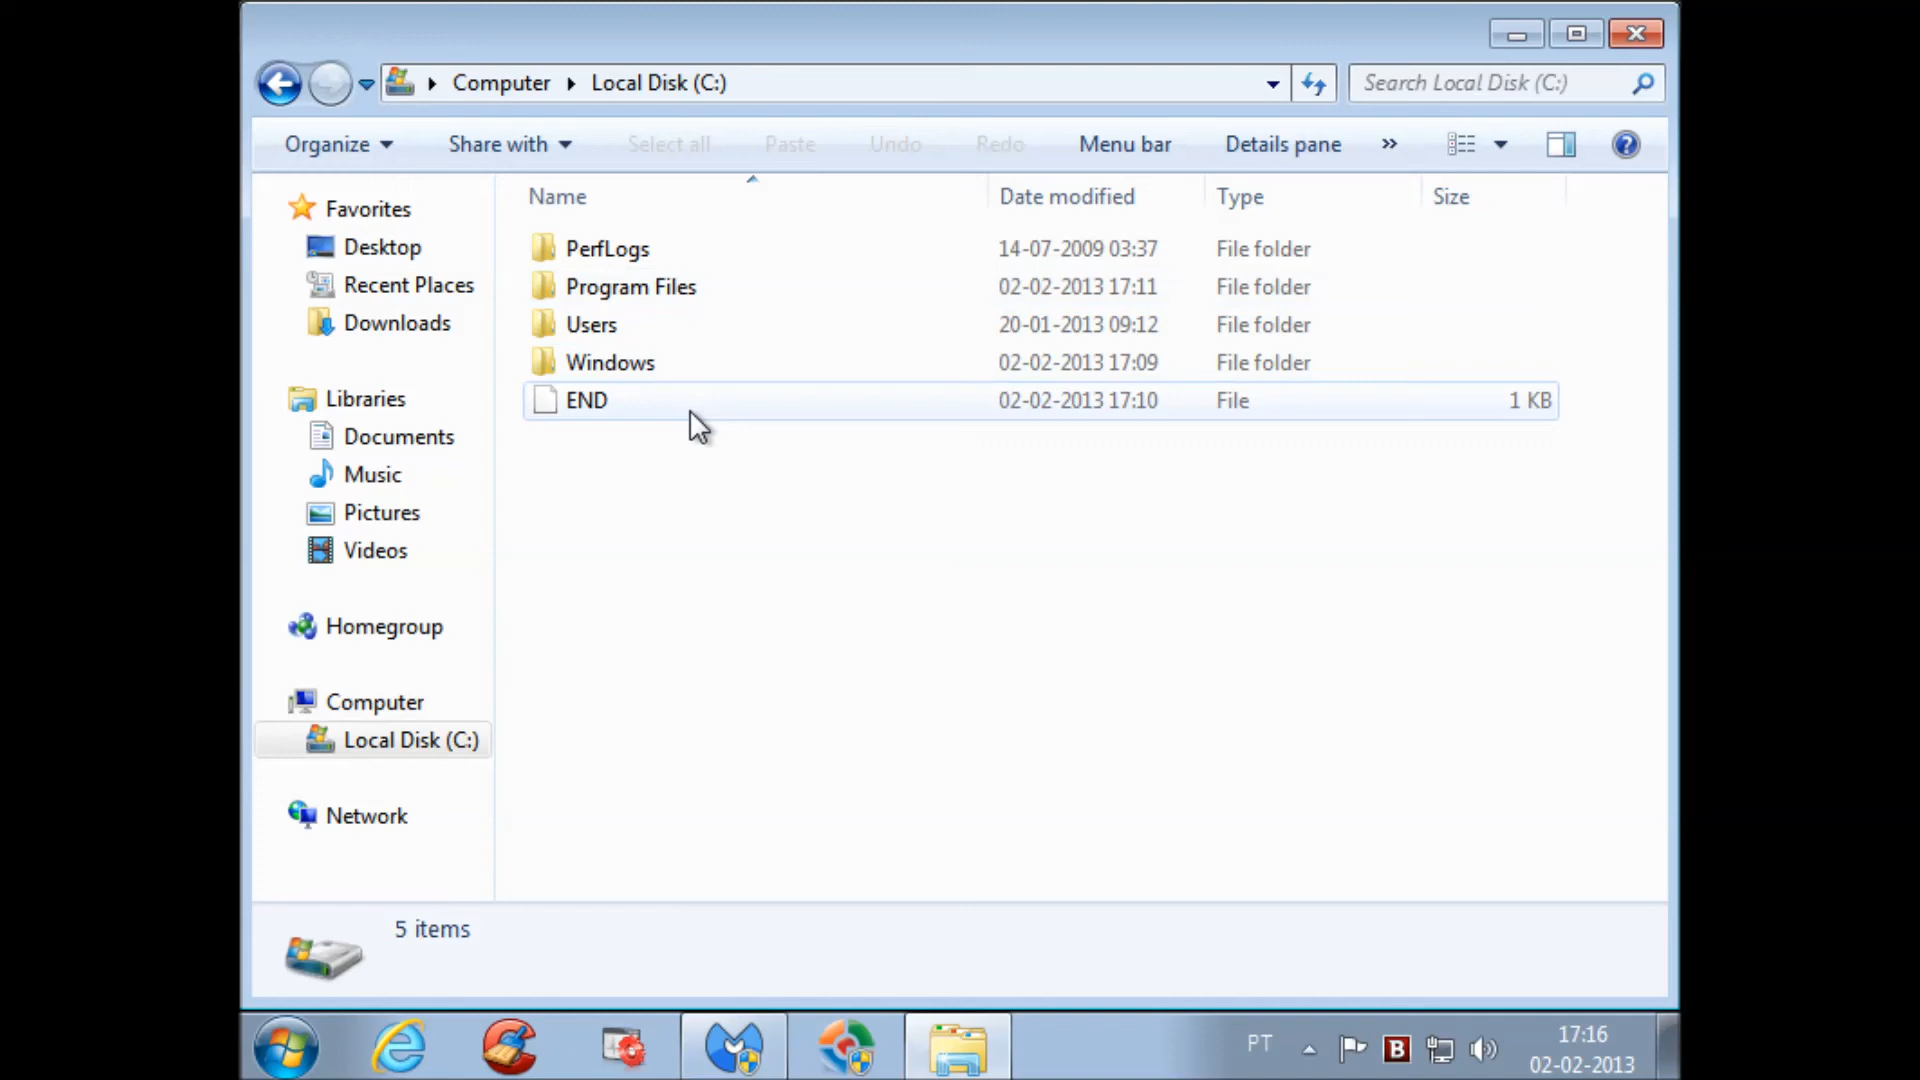 Computer Local Disk (C:) Search Local Disk (C:)
Organize Share with Select all Paste Undo Redo Menu bar Details pane »
Name Date modified Type Size
Favorites
Desktop
Recent Places
Downloads
Libraries
Documents
Music
Pictures
Videos
Homegroup
Computer
Local Disk (C:)
Network
PerfLogs 14-07-2009 03:37 File folder
Program Files 02-02-2013 17:11 File folder
Users 20-01-2013 09:12 File folder
Windows 02-02-2013 17:09 File folder
END 02-02-2013 17:10 File 1 KB
5 items
PT B 17:16
02-02-2013